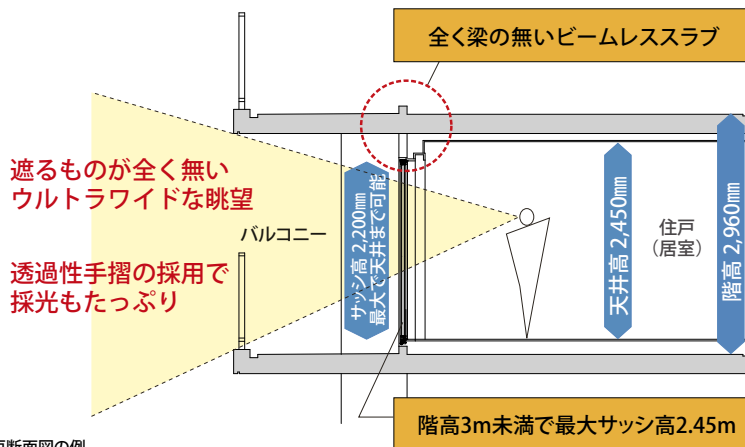 全く梁の無いビームレススラブ
遮るものが全く無い
ウルトラワイドな眺望
バルコニー
透過性手摺の採用で
採光もたっぷり
サッシ高 2,200㎜
最大で天井まで可能
天井高 2,450㎜
住戸
（居室）
階高 2,960㎜
階高3m未満で最大サッシ高2.45m
断面図の例